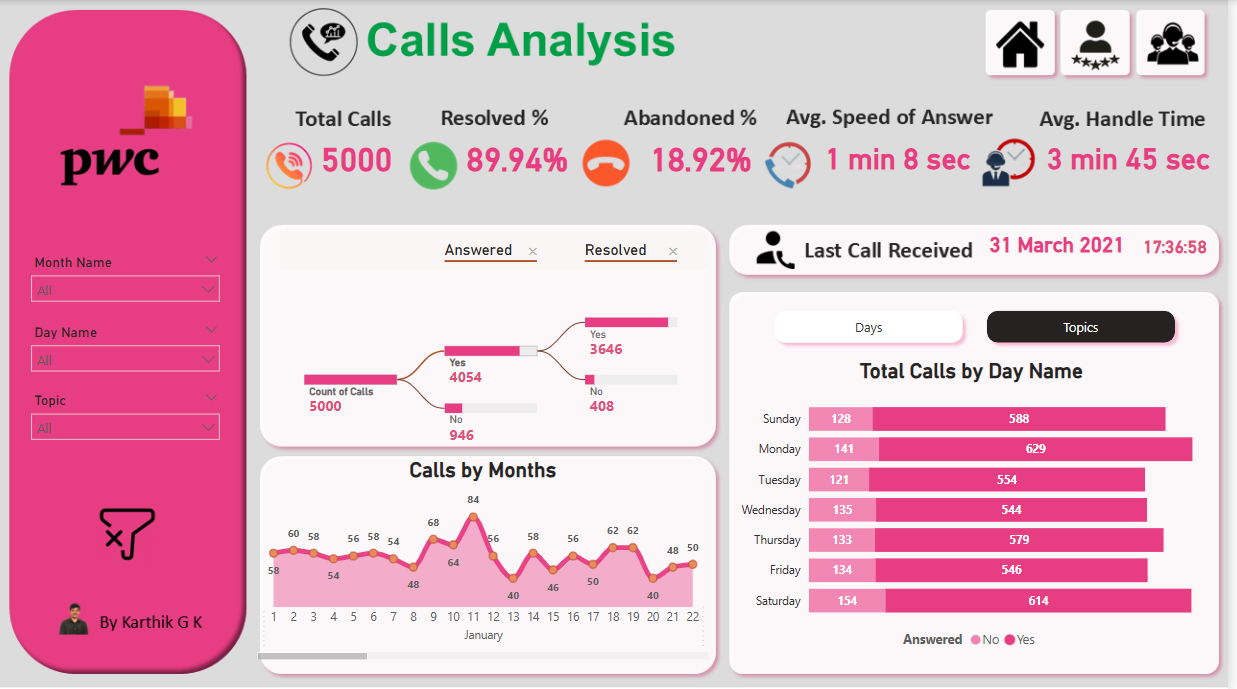 pwc
Month Name
All
Day Name
All
Topic
All
By Karthik G K
Calls Analysis
Total Calls
5000
Resolved %
89.94%
Abandoned %
18.92%
Avg. Speed of Answer
1 min 8 sec
Avg. Handle Time
3 min 45 sec
Answered ×
Resolved ×
Count of Calls
5000
Yes
4054
No
946
Yes
3646
No
408
Calls by Months
58 60 58 54 56 58 54 48 68 64 84 56 40 58 46 56 50 62 62 40 48 50
1 2 3 4 5 6 7 8 9 10 11 12 13 14 15 16 17 18 19 20 21 22
January
Last Call Received 31 March 2021 17:36:58
Days
Topics
Total Calls by Day Name
Sunday 128 588
Monday 141 629
Tuesday 121 554
Wednesday 135 544
Thursday 133 579
Friday 134 546
Saturday 154 614
Answered No Yes